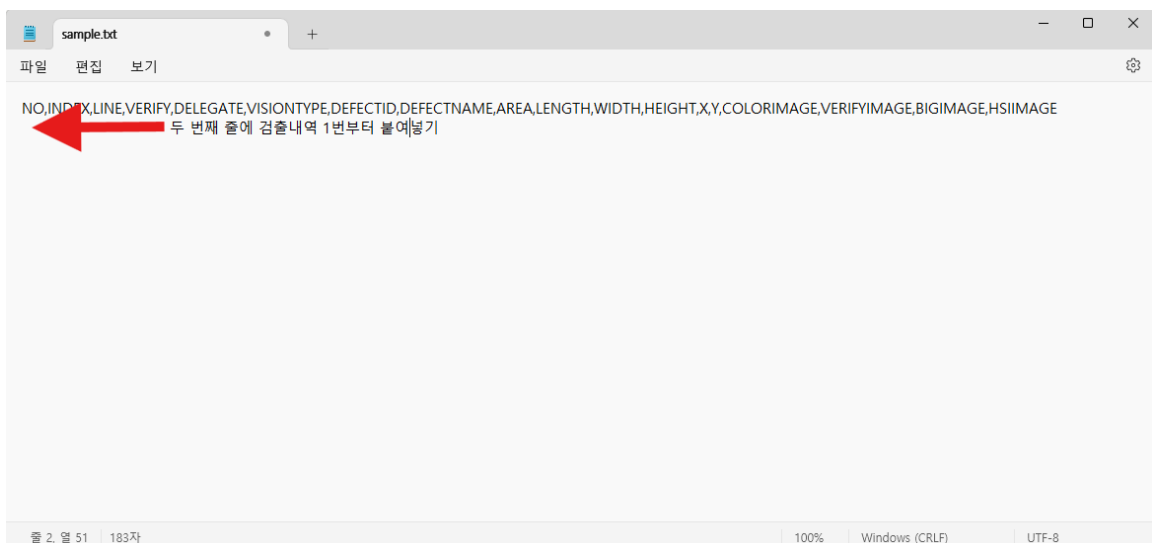 sample.txt
파일 편집 보기
NO,INDEX,LINE,VERIFY,DELEGATE,VISIONTYPE,DEFECTID,DEFECTNAME,AREA,LENGTH,WIDTH,HEIGHT,X,Y,COLORIMAGE,VERIFYIMAGE,BIGIMAGE,HSIIMAGE
두 번째 줄에 검출내역 1번부터 붙여넣기
줄 2, 열 51 183자 100% Windows (CRLF) UTF-8